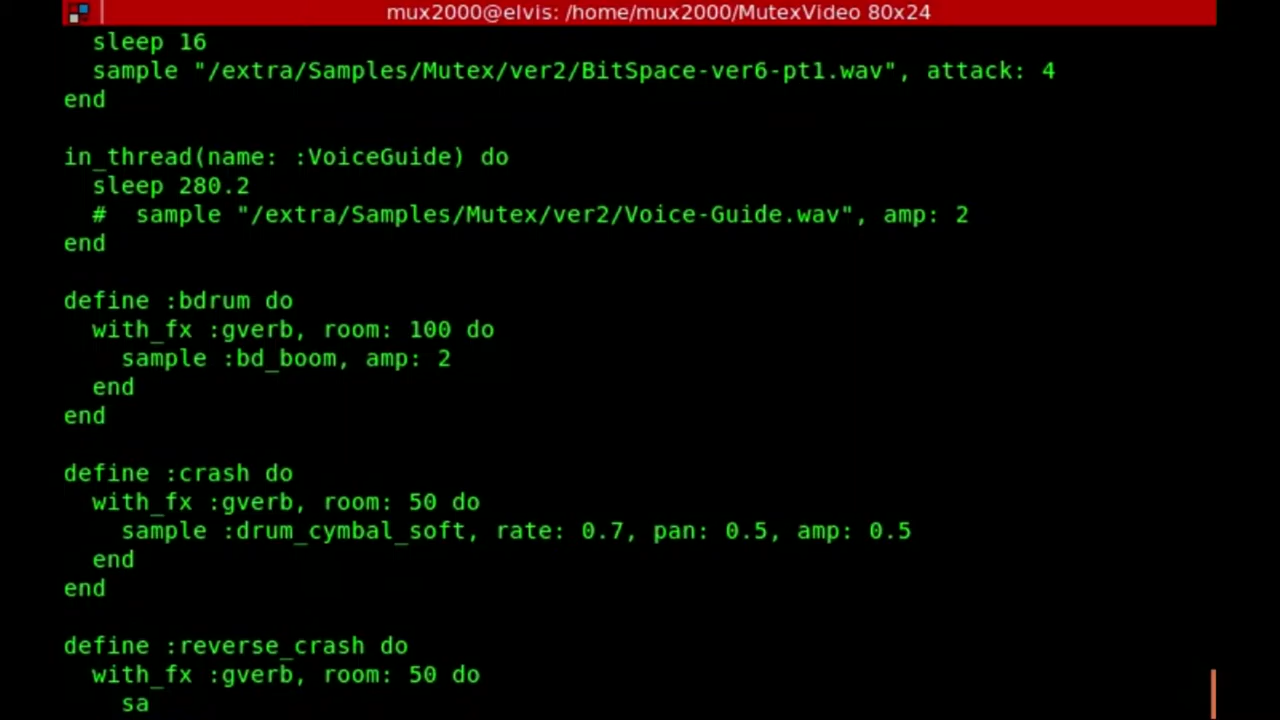 mux2000@elvis: /home/mux2000/MutexVideo 80x24
  sleep 16
  sample "/extra/Samples/Mutex/ver2/BitSpace-ver6-pt1.wav", attack: 4
end

in_thread(name: :VoiceGuide) do
  sleep 280.2
  #  sample "/extra/Samples/Mutex/ver2/Voice-Guide.wav", amp: 2
end

define :bdrum do
  with_fx :gverb, room: 100 do
    sample :bd_boom, amp: 2
  end
end

define :crash do
  with_fx :gverb, room: 50 do
    sample :drum_cymbal_soft, rate: 0.7, pan: 0.5, amp: 0.5
  end
end

define :reverse_crash do
  with_fx :gverb, room: 50 do
    sa